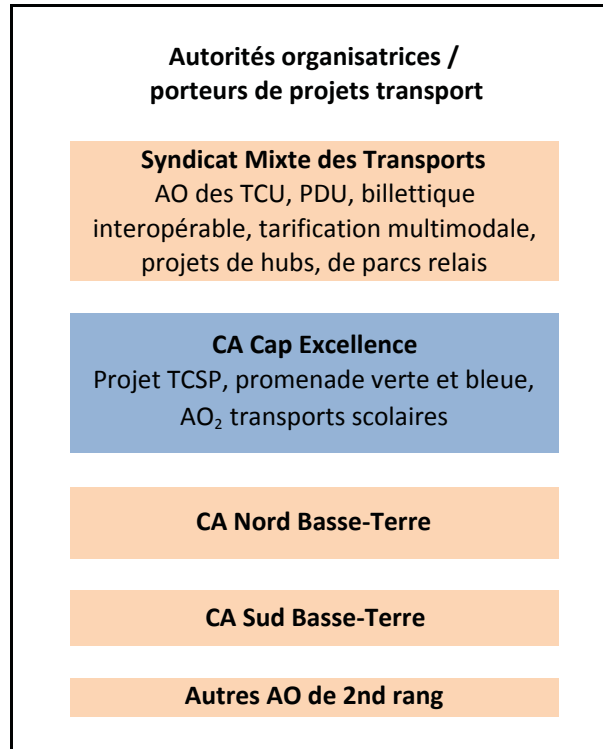 Autorités organisatrices /
porteurs de projets transport
Syndicat Mixte des Transports
AO des TCU, PDU, billettique
interopérable, tarification multimodale,
projets de hubs, de parcs relais
CA Cap Excellence
Projet TCSP, promenade verte et bleue,
AO₂ transports scolaires
CA Nord Basse-Terre
CA Sud Basse-Terre
Autres AO de 2nd rang